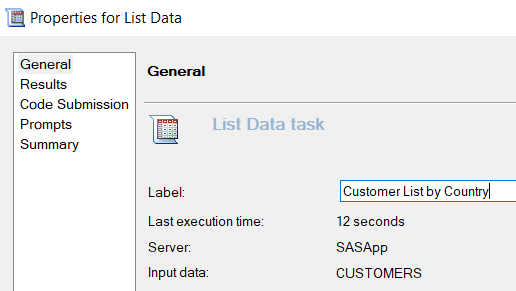 Properties for List Data
General
Results
Code Submission
Prompts
Summary
General
List Data task
Label: Customer List by Country
Last execution time: 12 seconds
Server: SASApp
Input data: CUSTOMERS